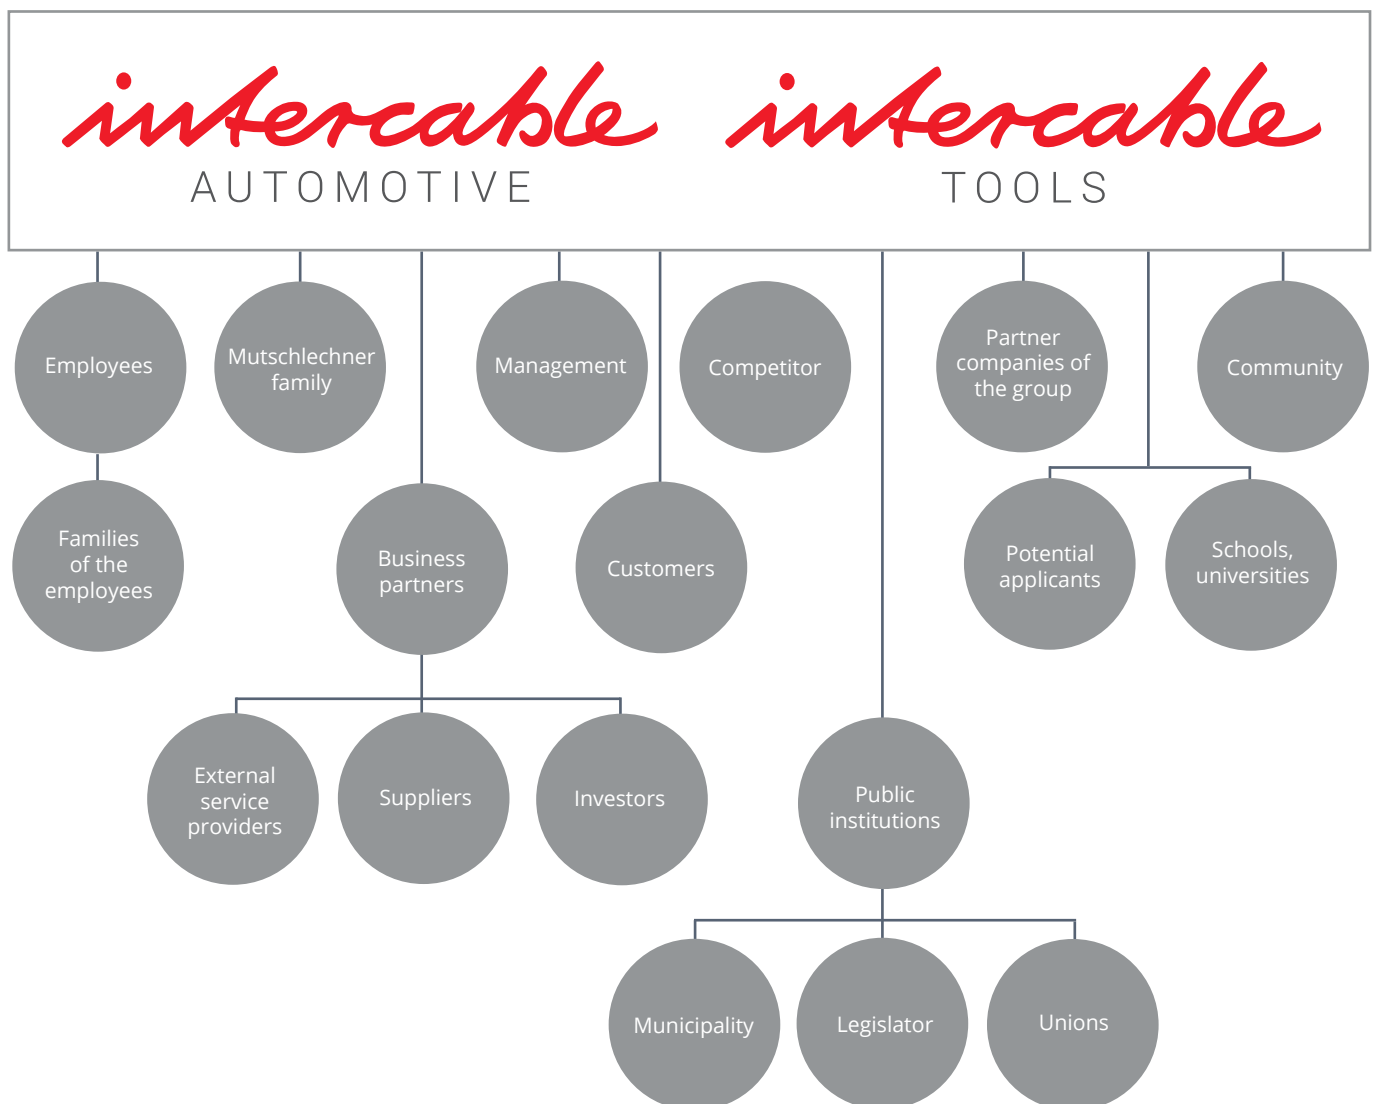 intercable
AUTOMOTIVE
intercable
TOOLS
Employees
Mutschlechner
family
Management
Competitor
Partner
companies of
the group
Community
Families
of the
employees
Business
partners
Customers
Potential
applicants
Schools,
universities
External
service
providers
Suppliers
Investors
Public
institutions
Municipality
Legislator
Unions